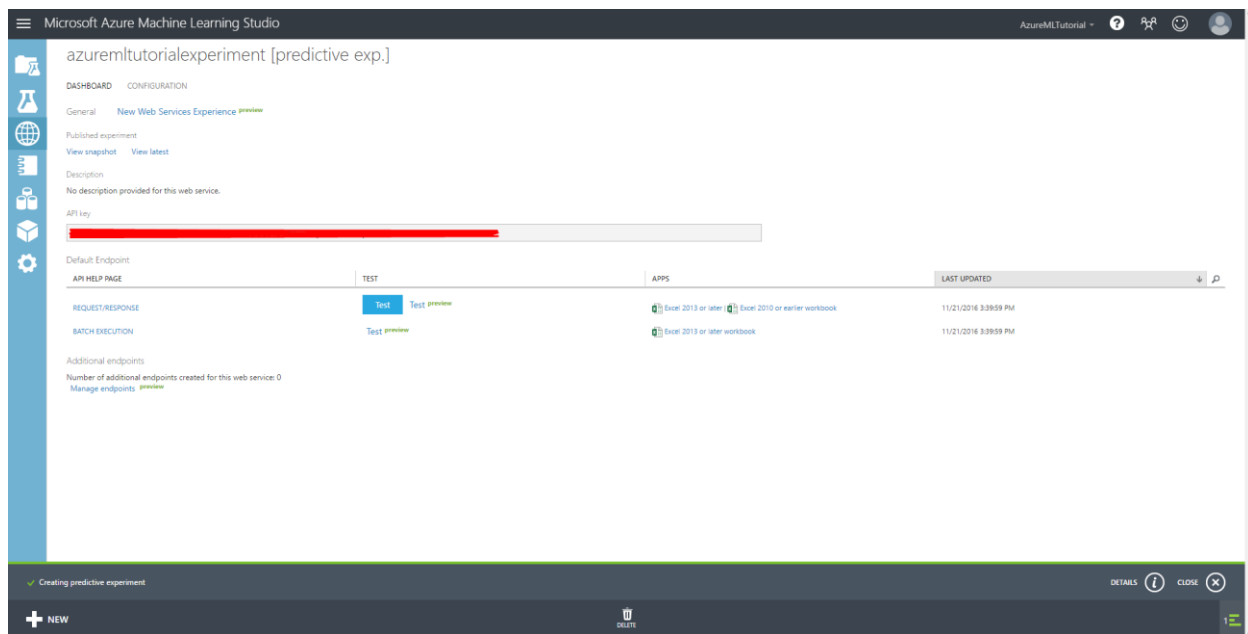 Microsoft Azure Machine Learning Studio AzureMLTutorial ?
azuremltutorialexperiment [predictive exp.]
DASHBOARD CONFIGURATION
General New Web Services Experience preview
Published experiment
View snapshot View latest
Description
No description provided for this web service.
API key
Default Endpoint
API HELP PAGE TEST APPS LAST UPDATED
REQUEST/RESPONSE Test Test preview Excel 2013 or later | Excel 2010 or earlier workbook 11/21/2016 3:39:59 PM
BATCH EXECUTION Test preview Excel 2013 or later workbook 11/21/2016 3:39:59 PM
Additional endpoints
Number of additional endpoints created for this web service: 0
Manage endpoints preview
Creating predictive experiment DETAILS i CLOSE
NEW DELETE 1